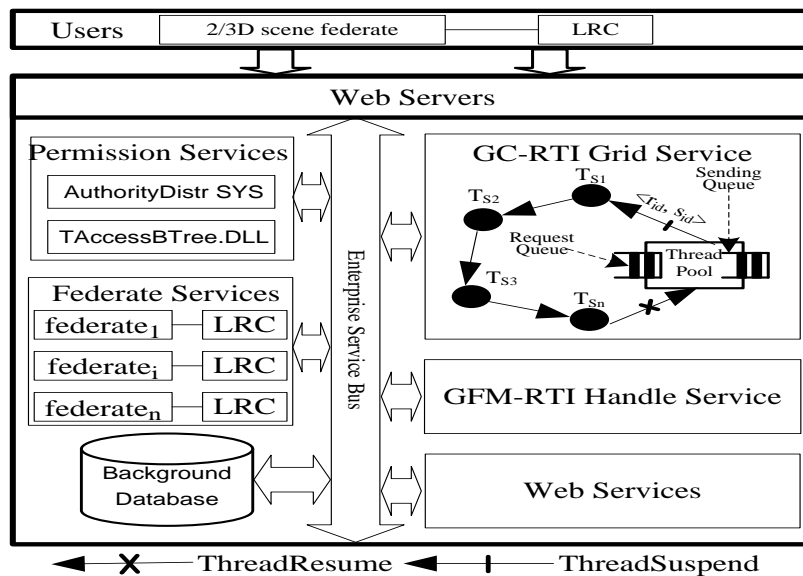 Users
2/3D scene federate
LRC
Web Servers
Permission Services
AuthorityDistr SYS
TAccessBTree.DLL
Federate Services
federate1
LRC
federatei
LRC
federaten
LRC
Background
Database
Enterprise Service Bus
GC-RTI Grid Service
Sending
Queue
TS1
TS2
<rid, sid>
Request
Queue
Thread
Pool
TS3
TSn
GFM-RTI Handle Service
Web Services
ThreadResume
ThreadSuspend